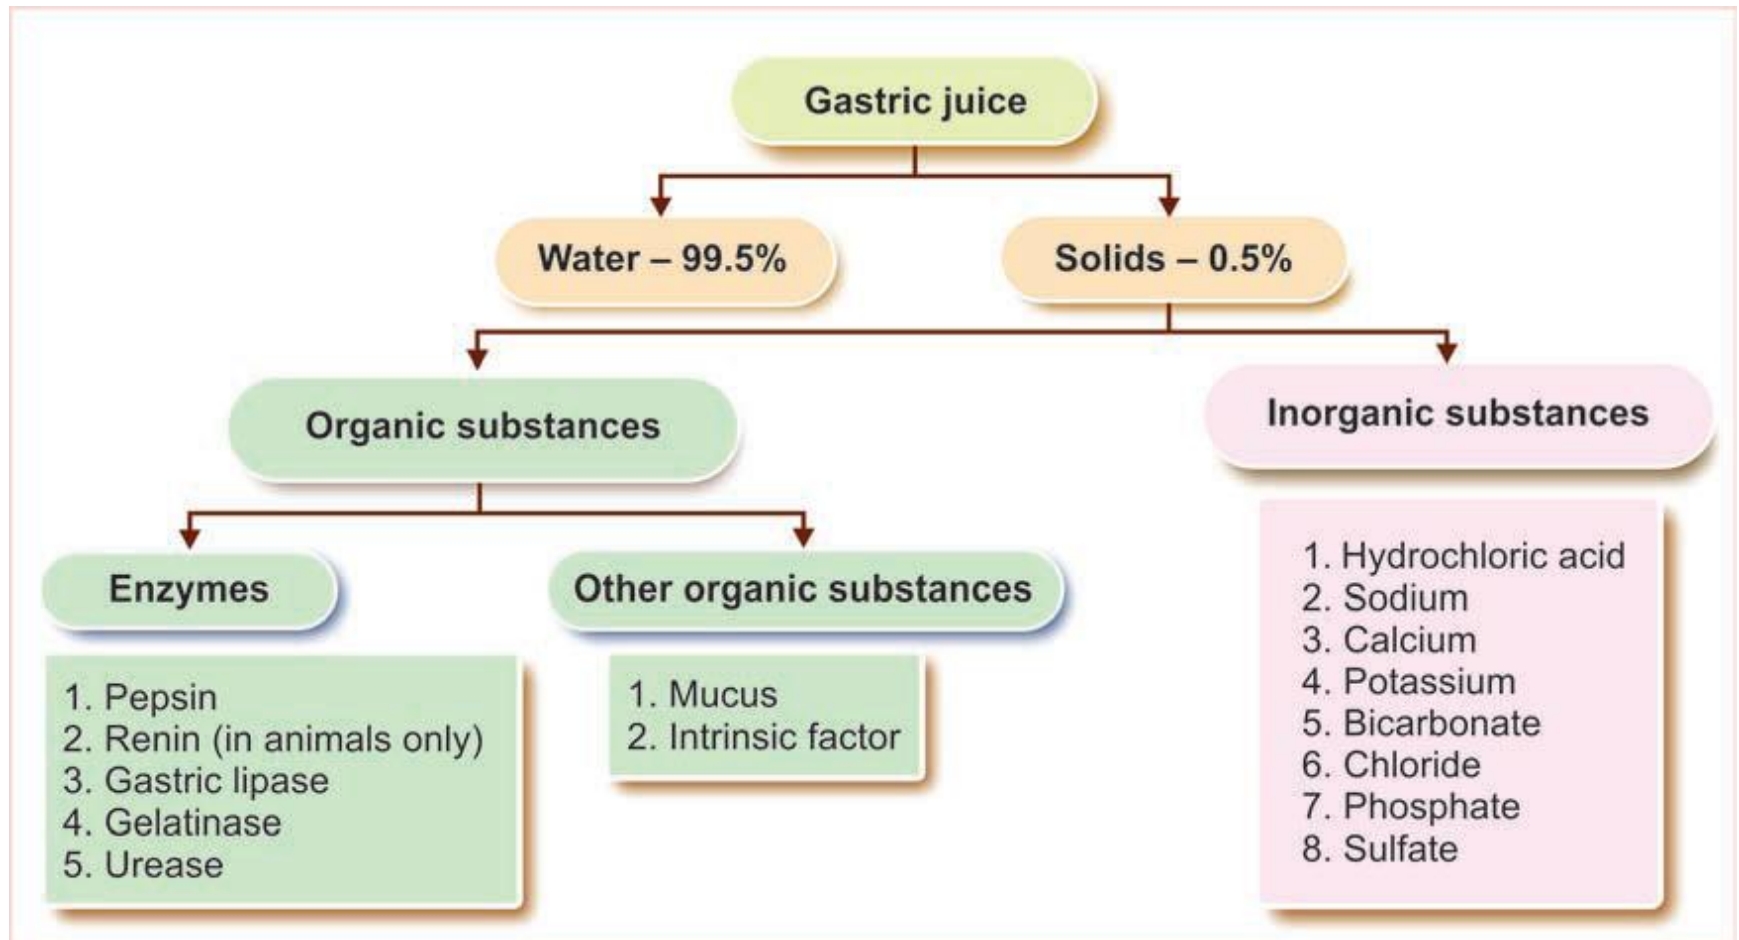 Gastric juice
Water – 99.5%
Solids – 0.5%
Organic substances
Inorganic substances
Enzymes
Other organic substances
1. Pepsin
2. Renin (in animals only)
3. Gastric lipase
4. Gelatinase
5. Urease
1. Mucus
2. Intrinsic factor
1. Hydrochloric acid
2. Sodium
3. Calcium
4. Potassium
5. Bicarbonate
6. Chloride
7. Phosphate
8. Sulfate